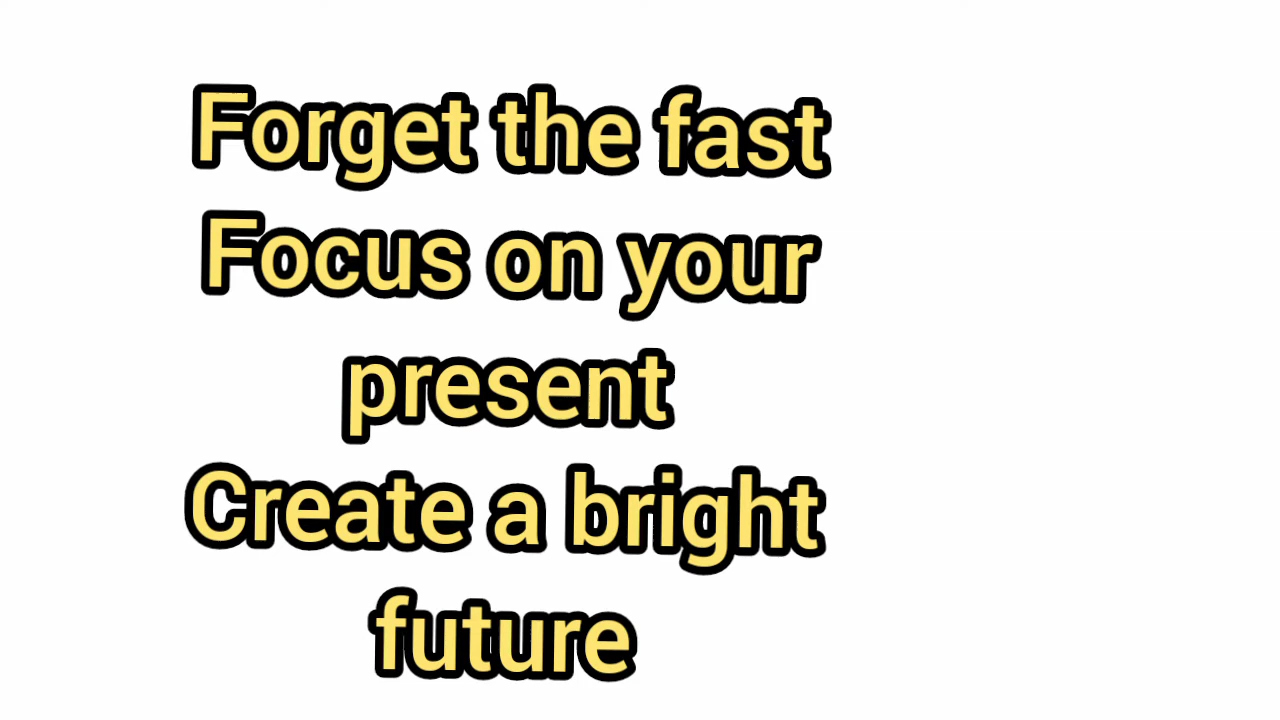 Forget the fast
Focus on your
present
Create a bright
future